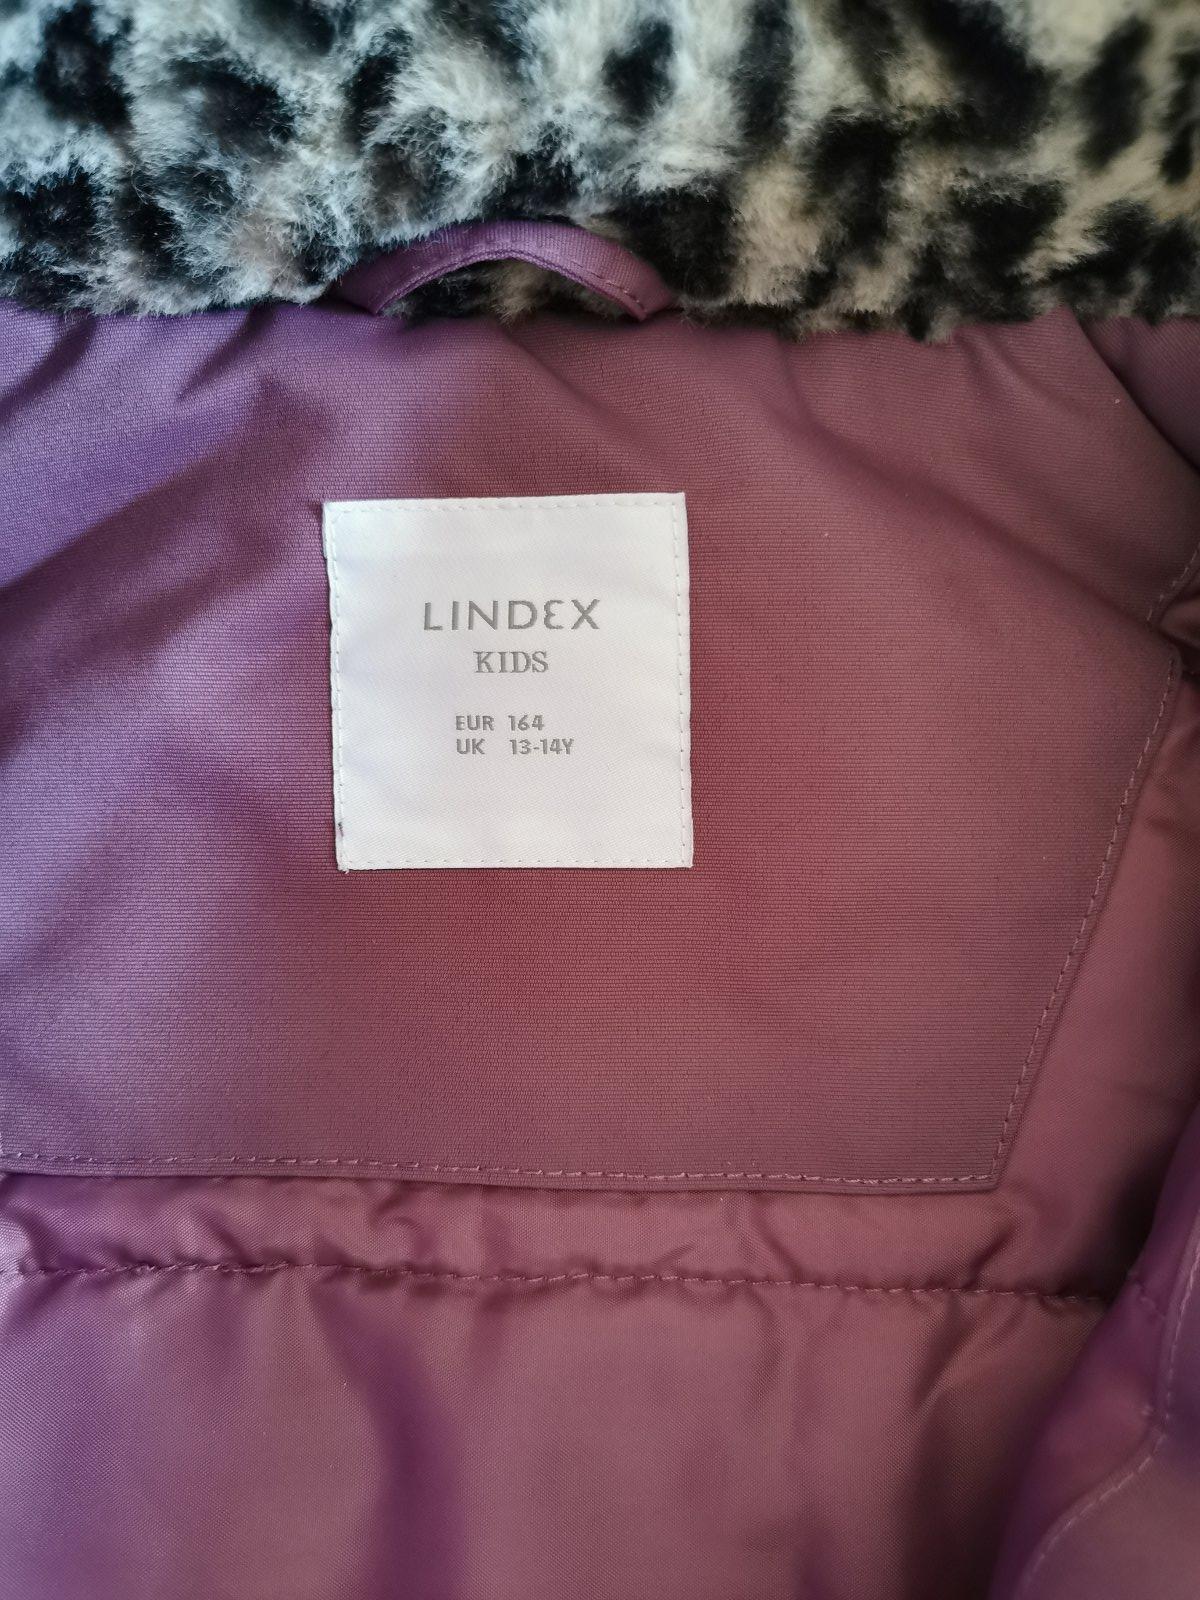 LINDEX
KIDS
EUR 164
UK 13-14Y